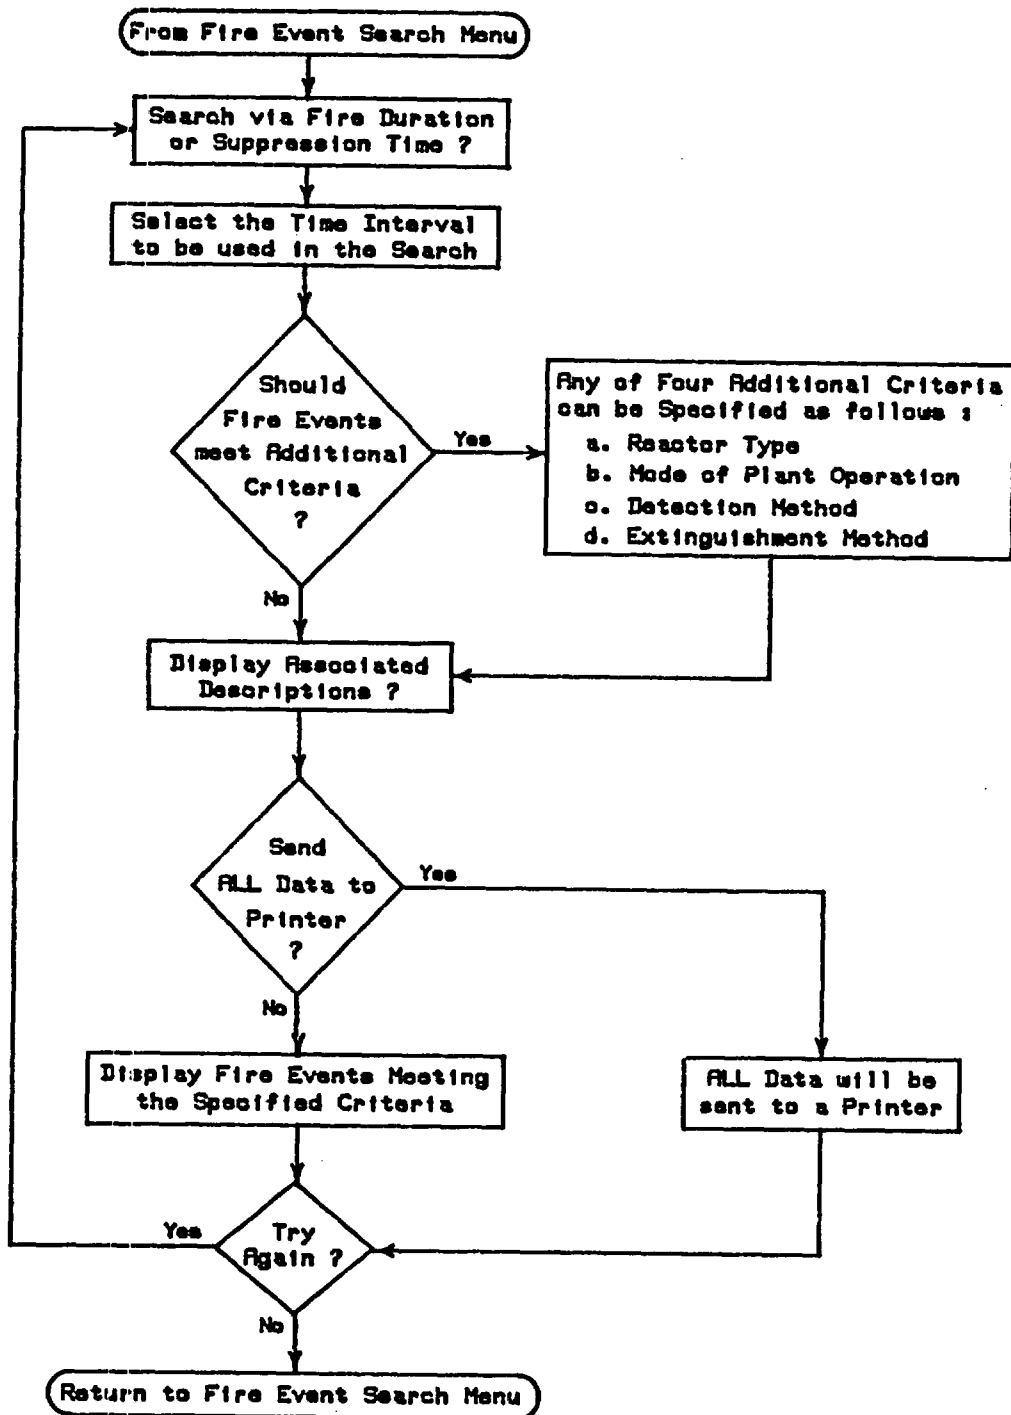 From Fire Event Search Menu
Search via Fire Duration
or Suppression Time ?
Select the Time Interval
to be used in the Search
Should
Fire Events
meet Additional
Criteria
?
Yes
Any of Four Additional Criteria
can be Specified as follows :
a. Reactor Type
b. Mode of Plant Operation
c. Detection Method
d. Extinguishment Method
No
Display Associated
Descriptions ?
Send
ALL Data to
Printer
?
Yes
No
Display Fire Events Meeting
the Specified Criteria
ALL Data will be
sent to a Printer
Yes
Try
Again ?
No
Return to Fire Event Search Menu